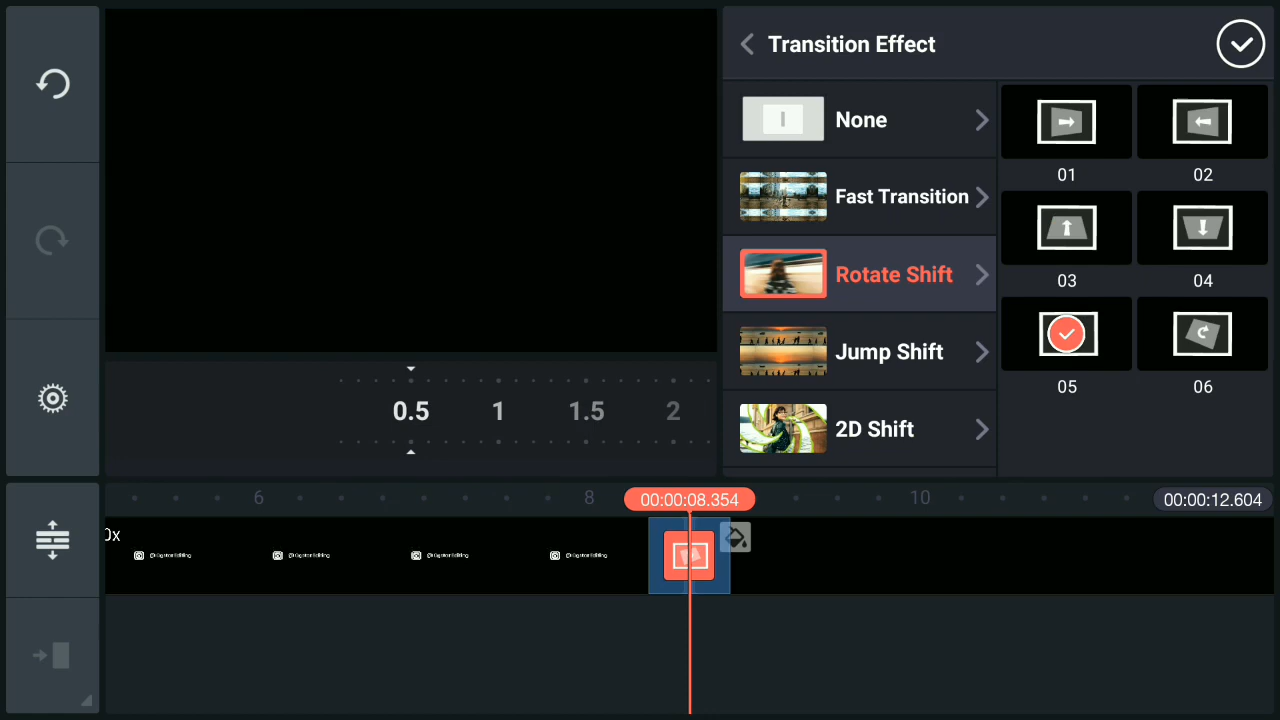 Transition Effect
None
Fast Transition
Rotate Shift
Jump Shift
2D Shift
01
02
03
04
05
06
0.5
1
1.5
2
6
8
00:00:08.354
10
00:00:12.604
0x